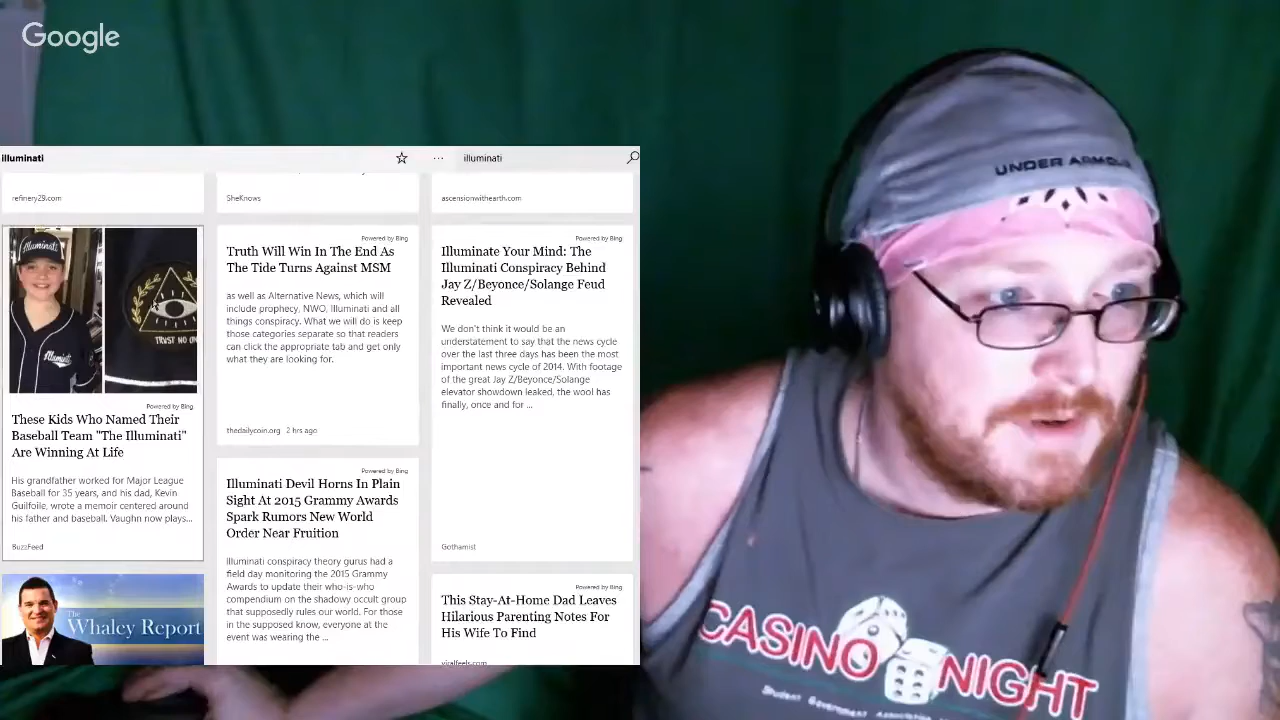 Google
illuminati
illuminati
refinery29.com
SheKnows
ascensionwithearth.com
Illuminati
Illuminati
TRUST NO
Powered by Bing
These Kids Who Named Their
Baseball Team "The Illuminati"
Are Winning At Life
His grandfather worked for Major League
Baseball for 35 years, and his dad, Kevin
Guilfoile, wrote a memoir centered around
his father and baseball. Vaughn now plays...
BuzzFeed
The
Whaley Report
Powered by Bing
Truth Will Win In The End As
The Tide Turns Against MSM
as well as Alternative News, which will
include prophecy, NWO, Illuminati and all
things conspiracy. What we will do is keep
those categories separate so that readers
can click the appropriate tab and get only
what they are looking for.
thedailycoin.org 2 hrs ago
Powered by Bing
Illuminati Devil Horns In Plain
Sight At 2015 Grammy Awards
Spark Rumors New World
Order Near Fruition
Illuminati conspiracy theory gurus had a
field day monitoring the 2015 Grammy
Awards to update their who-is-who
compendium on the shadowy occult group
that supposedly rules our world. For those
in the supposed know, everyone at the
event was wearing the ...
Powered by Bing
Illuminate Your Mind: The
Illuminati Conspiracy Behind
Jay Z/Beyonce/Solange Feud
Revealed
We don't think it would be an
understatement to say that the news cycle
over the last three days has been the most
important news cycle of 2014. With footage
of the great Jay Z/Beyonce/Solange
elevator showdown leaked, the wool has
finally, once and for ...
Gothamist
Powered by Bing
This Stay-At-Home Dad Leaves
Hilarious Parenting Notes For
His Wife To Find
viralfeels.com
UNDER ARMOUR
CASINO NIGHT
Student Government Association